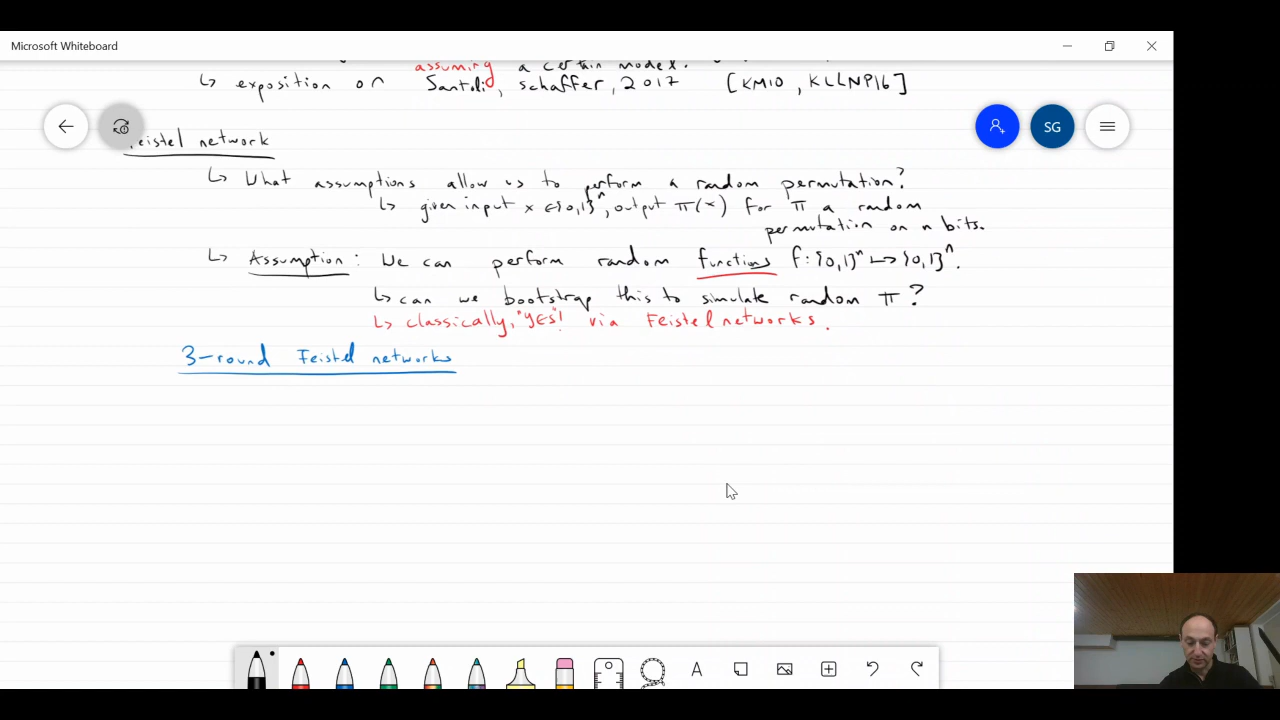 Microsoft Whiteboard
assuming a certain model.
↳ exposition on Santoli, schaffer, 2017 [KM10, KLLNP16]
SG
Feistel network
↳ What assumptions allow us to perform a random permutation?
↳ given input x ∈ {0,1}ⁿ, output π(x) for π a random
permutation on n bits.
↳ Assumption: We can perform random functions f: {0,1}ⁿ ↦ {0,1}ⁿ.
↳ can we bootstrap this to simulate random π?
↳ classically, "YES"! via Feistel networks.
3-round Feistel networks
A